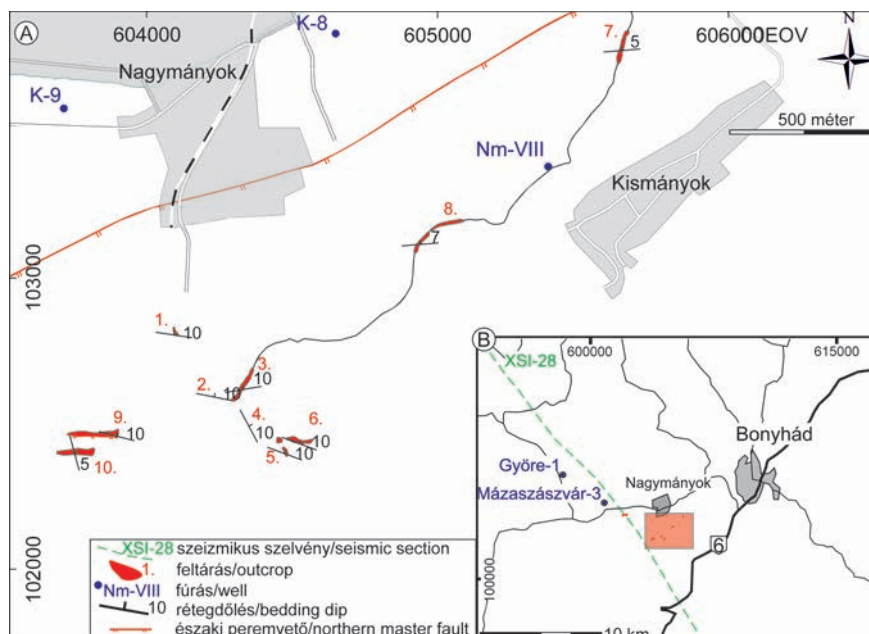 A
604000
K-8
605000
7.
606000EOV
N
5
Nagymányok
K-9
500 méter
Nm-VIII
Kismányok
8.
7
103000
1.
10
3.
10
2.
10
4.
10
6.
10
5.
10
9.
10
10.
5
102000
B
600000
615000
XSI-28
Bonyhád
Györe-1
Nagymányok
Mázaszászvár-3
6
100000
10 km
XSI-28 szeizmikus szelvény/seismic section
1. feltárás/outcrop
Nm-VIII fúrás/well
10 rétegdőlés/bedding dip
északi peremvető/northern master fault